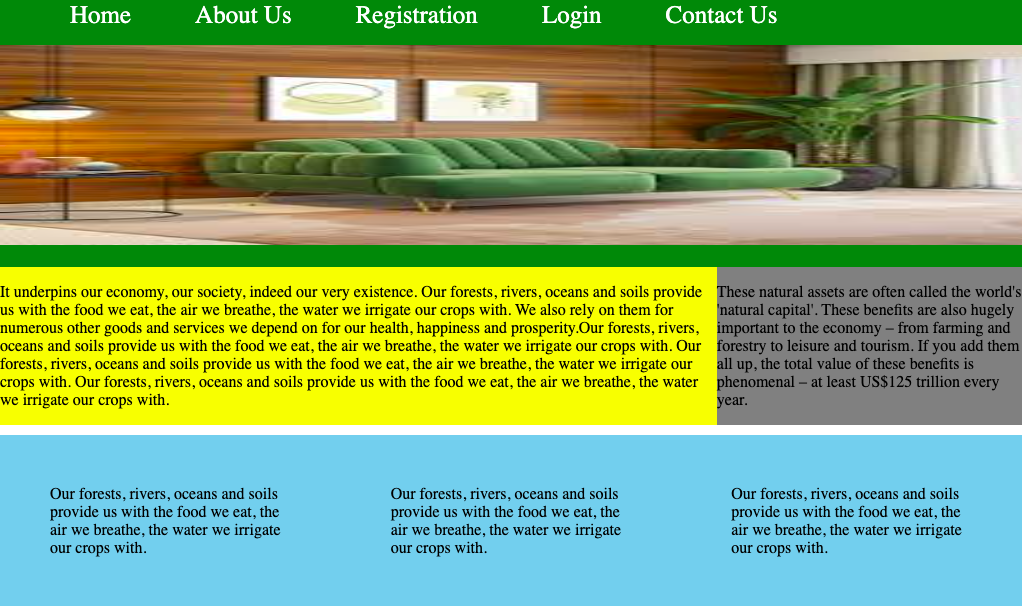 Home About Us Registration Login Contact Us
It underpins our economy, our society, indeed our very existence. Our forests, rivers, oceans and soils provide
us with the food we eat, the air we breathe, the water we irrigate our crops with. We also rely on them for
numerous other goods and services we depend on for our health, happiness and prosperity.Our forests, rivers,
oceans and soils provide us with the food we eat, the air we breathe, the water we irrigate our crops with. Our
forests, rivers, oceans and soils provide us with the food we eat, the air we breathe, the water we irrigate our
crops with. Our forests, rivers, oceans and soils provide us with the food we eat, the air we breathe, the water
we irrigate our crops with.
These natural assets are often called the world's
'natural capital'. These benefits are also hugely
important to the economy – from farming and
forestry to leisure and tourism. If you add them
all up, the total value of these benefits is
phenomenal – at least US$125 trillion every
year.
Our forests, rivers, oceans and soils
provide us with the food we eat, the
air we breathe, the water we irrigate
our crops with.
Our forests, rivers, oceans and soils
provide us with the food we eat, the
air we breathe, the water we irrigate
our crops with.
Our forests, rivers, oceans and soils
provide us with the food we eat, the
air we breathe, the water we irrigate
our crops with.